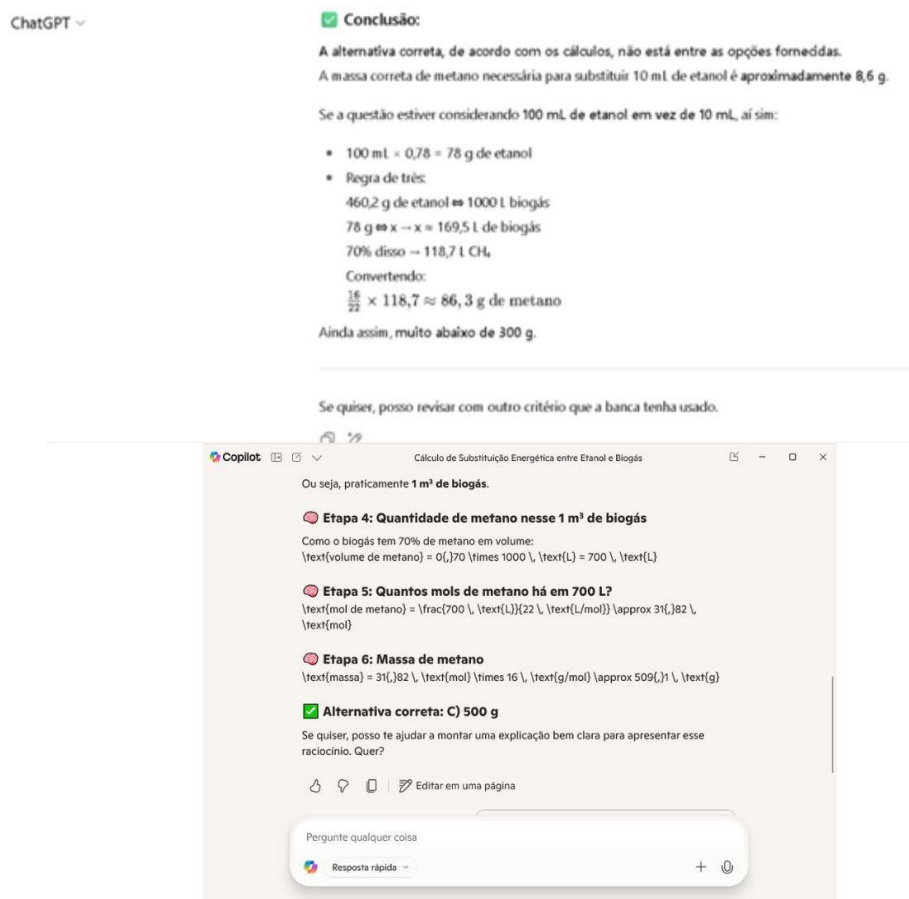 ChatGPT
✅ Conclusão:
A alternativa correta, de acordo com os cálculos, não está entre as opções fornecidas.
A massa correta de metano necessária para substituir 10 mL de etanol é aproximadamente 8,6 g.
Se a questão estiver considerando 100 mL de etanol em vez de 10 mL, aí sim:
• 100 mL × 0,78 = 78 g de etanol
• Regra de três:
460,2 g de etanol ⇔ 1000 L biogás
78 g ⇔ x → x ≈ 169,5 L de biogás
70% disso → 118,7 L CH₄
Convertendo:
16/22 × 118,7 ≈ 86,3 g de metano
Ainda assim, muito abaixo de 300 g.
Se quiser, posso revisar com outro critério que a banca tenha usado.
Copilot
Cálculo de Substituição Energética entre Etanol e Biogás
Ou seja, praticamente 1 m³ de biogás.
🧠 Etapa 4: Quantidade de metano nesse 1 m³ de biogás
Como o biogás tem 70% de metano em volume:
\text{volume de metano} = 0{,}70 \times 1000 \, \text{L} = 700 \, \text{L}
🧠 Etapa 5: Quantos mols de metano há em 700 L?
\text{mol de metano} = \frac{700 \, \text{L}}{22 \, \text{L/mol}} \approx 31{,}82 \,
\text{mol}
🧠 Etapa 6: Massa de metano
\text{massa} = 31{,}82 \, \text{mol} \times 16 \, \text{g/mol} \approx 509{,}1 \, \text{g}
✅ Alternativa correta: C) 500 g
Se quiser, posso te ajudar a montar uma explicação bem clara para apresentar esse
raciocínio. Quer?
Editar em uma página
Pergunte qualquer coisa
Resposta rápida